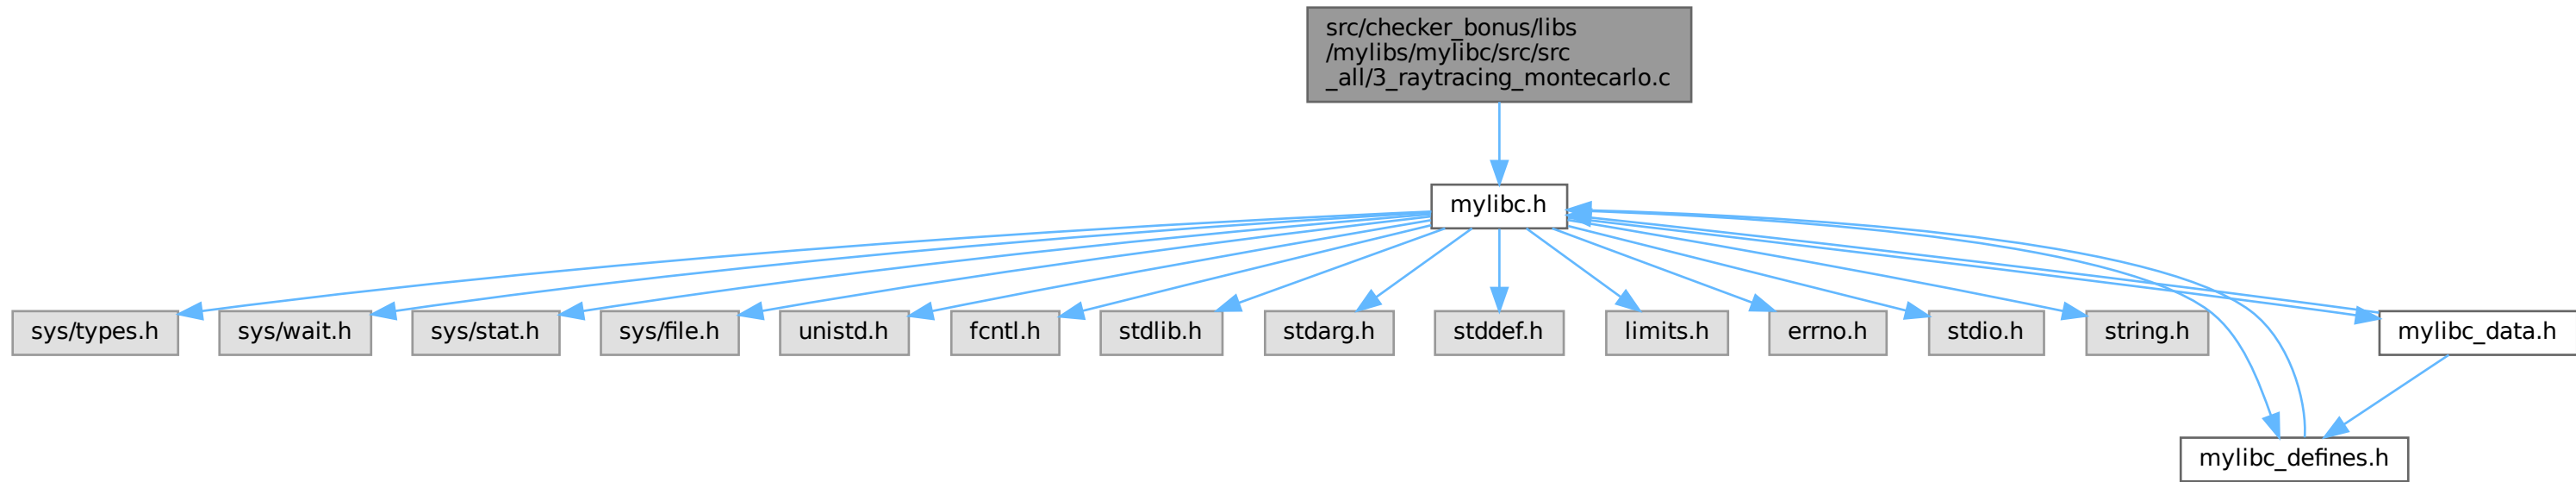 src/checker_bonus/libs
/mylibs/mylibc/src/src
_all/3_raytracing_montecarlo.c
mylibc.h
sys/types.h
sys/wait.h
sys/stat.h
sys/file.h
unistd.h
fcntl.h
stdlib.h
stdarg.h
stddef.h
limits.h
errno.h
stdio.h
string.h
mylibc_data.h
mylibc_defines.h